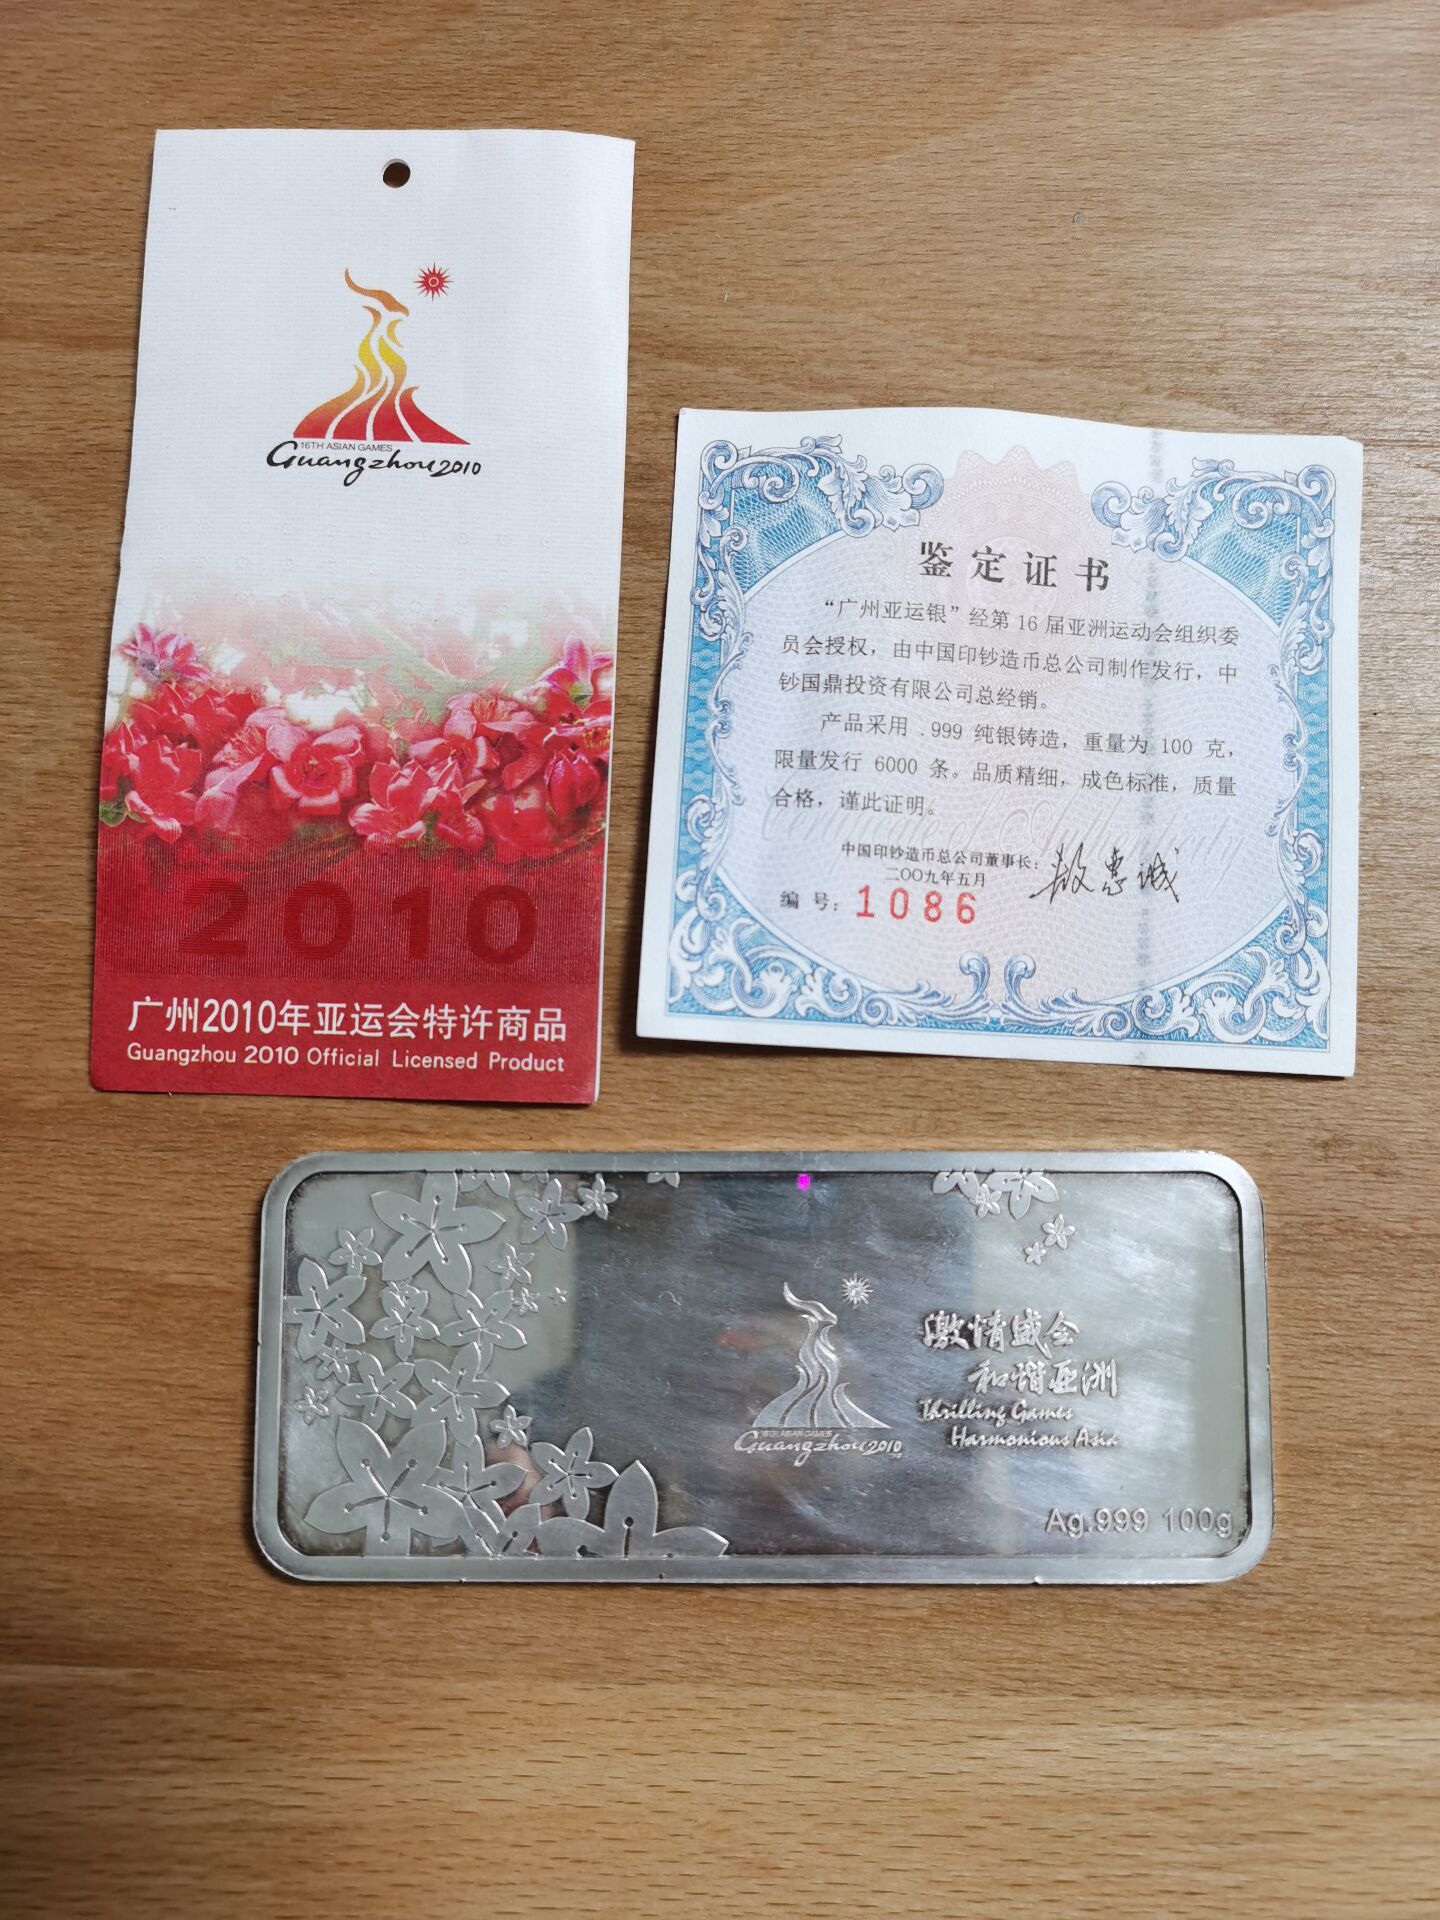 16TH ASIAN GAMES
Guangzhou 2010
2010
广州2010年亚运会特许商品
Guangzhou 2010 Official Licensed Product
鉴定证书
“广州亚运银”经第16届亚洲运动会组织委
员会授权，由中国印钞造币总公司制作发行，中
钞国鼎投资有限公司总经销。
产品采用 .999 纯银铸造，重量为 100 克，
限量发行 6000 条。品质精细，成色标准，质量
合格，谨此证明。
中国印钞造币总公司董事长：
二〇〇九年五月
编 号：1086
激情盛会
和谐亚洲
Thrilling Games
Harmonious Asia
16TH ASIAN GAMES
Guangzhou 2010
Ag.999 100g